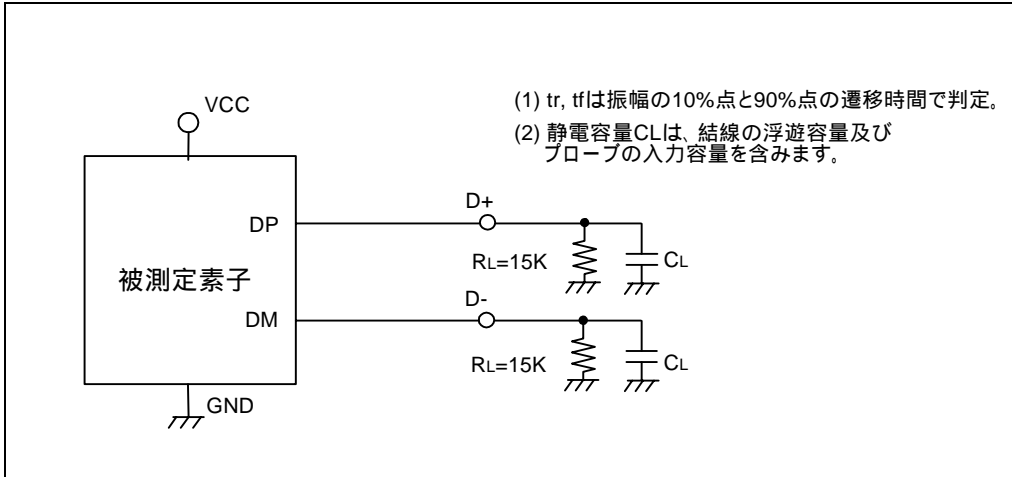 VCC
(1) tr, tfは振幅の10%点と90%点の遷移時間で判定。
(2) 静電容量CLは、結線の浮遊容量及び
プローブの入力容量を含みます。
DP
D+
RL=15K
CL
被測定素子
DM
D-
RL=15K
CL
GND